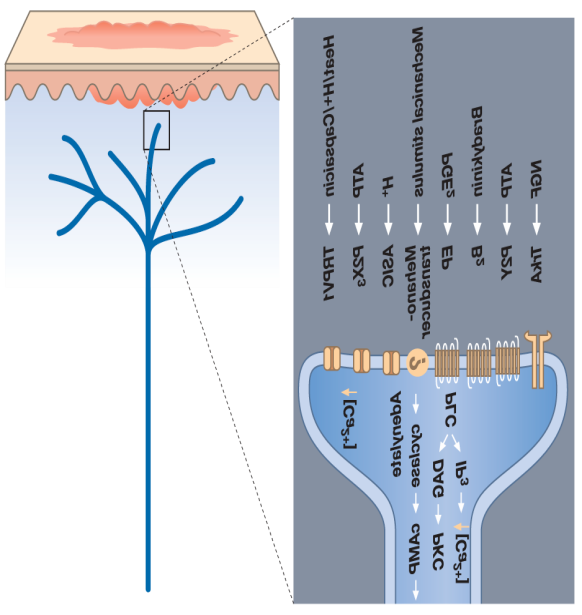 Heat+H+Capsaicin
TRPV1
ATP
P2X3
H+
ASIC
Mechanical stimulus
Mehano-
transducer
PGE2
EP
Bradykinin
B2
ATP
P2Y
NGF
TrkA
?
[Ca2+]
Adenylate
cyclase
cAMP
PLC
DAG
PKC
IP3
[Ca2+]